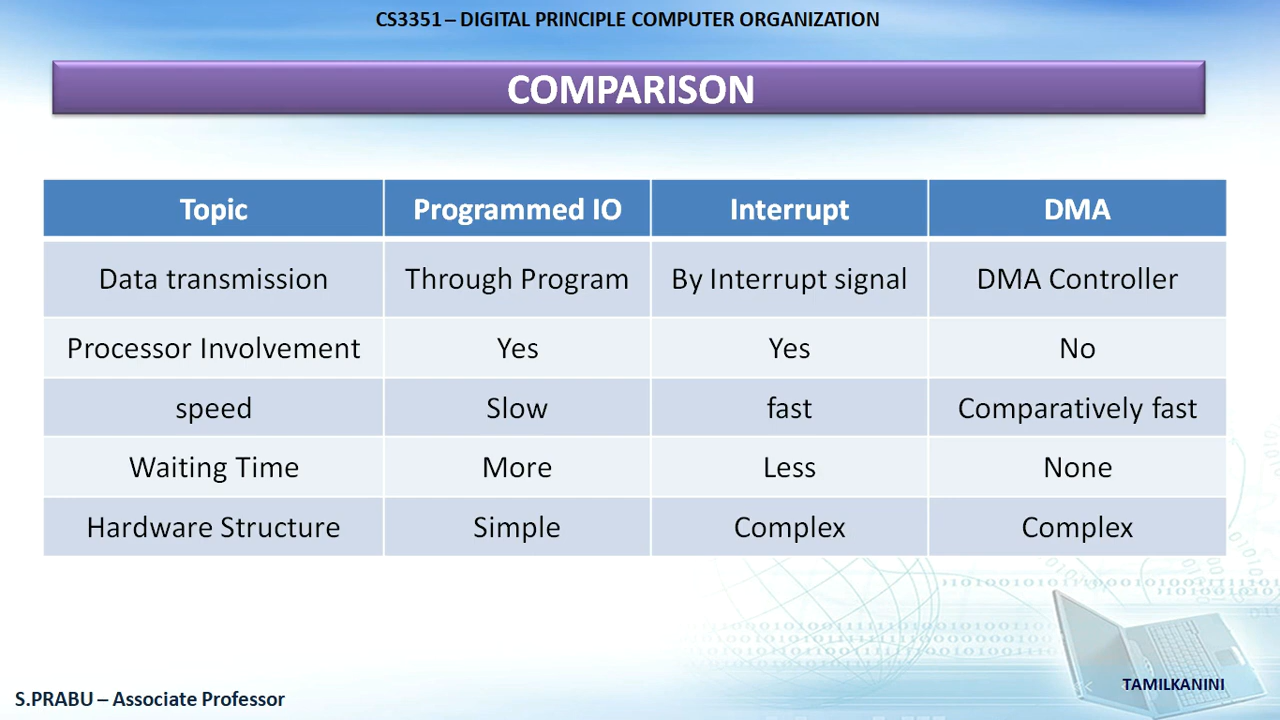 CS3351 – DIGITAL PRINCIPLE COMPUTER ORGANIZATION
COMPARISON
Topic Programmed IO Interrupt DMA
Data transmission Through Program By Interrupt signal DMA Controller
Processor Involvement Yes Yes No
speed Slow fast Comparatively fast
Waiting Time More Less None
Hardware Structure Simple Complex Complex
S.PRABU – Associate Professor
TAMILKANINI